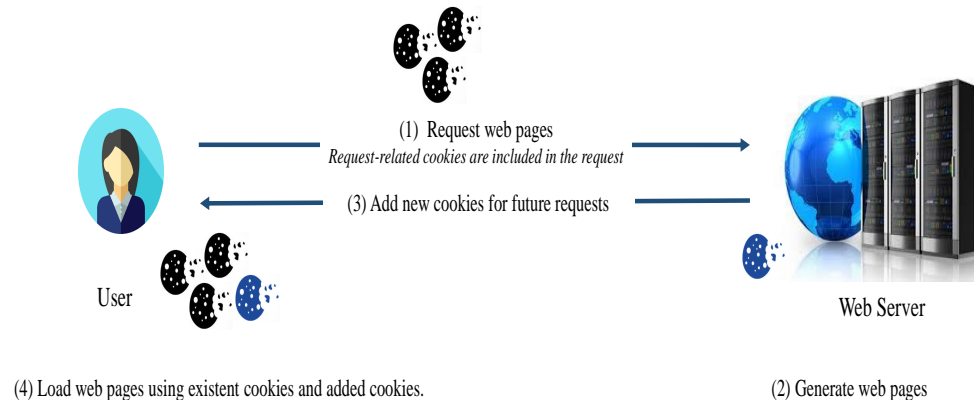 (1) Request web pages
Request-related cookies are included in the request
(3) Add new cookies for future requests
User
Web Server
(4) Load web pages using existent cookies and added cookies.
(2) Generate web pages